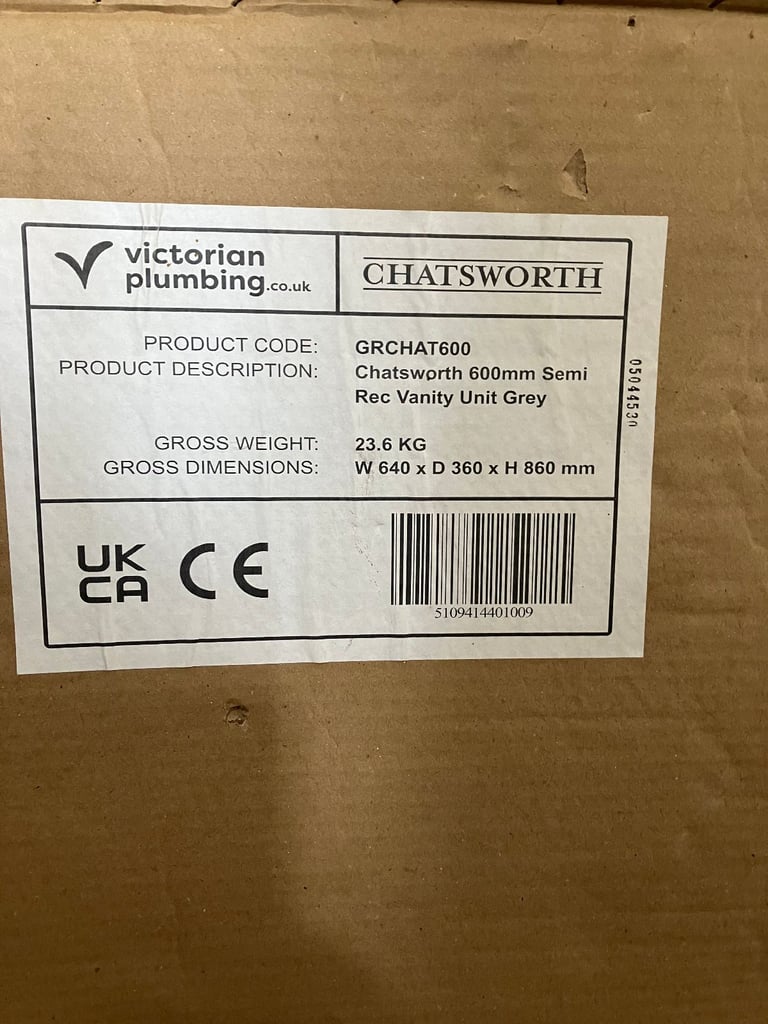 victorian
plumbing.co.uk
CHATSWORTH
PRODUCT CODE: GRCHAT600
PRODUCT DESCRIPTION: Chatsworth 600mm Semi
Rec Vanity Unit Grey
GROSS WEIGHT: 23.6 KG
GROSS DIMENSIONS: W 640 x D 360 x H 860 mm
05044530
UK
CA CE
5109414401009